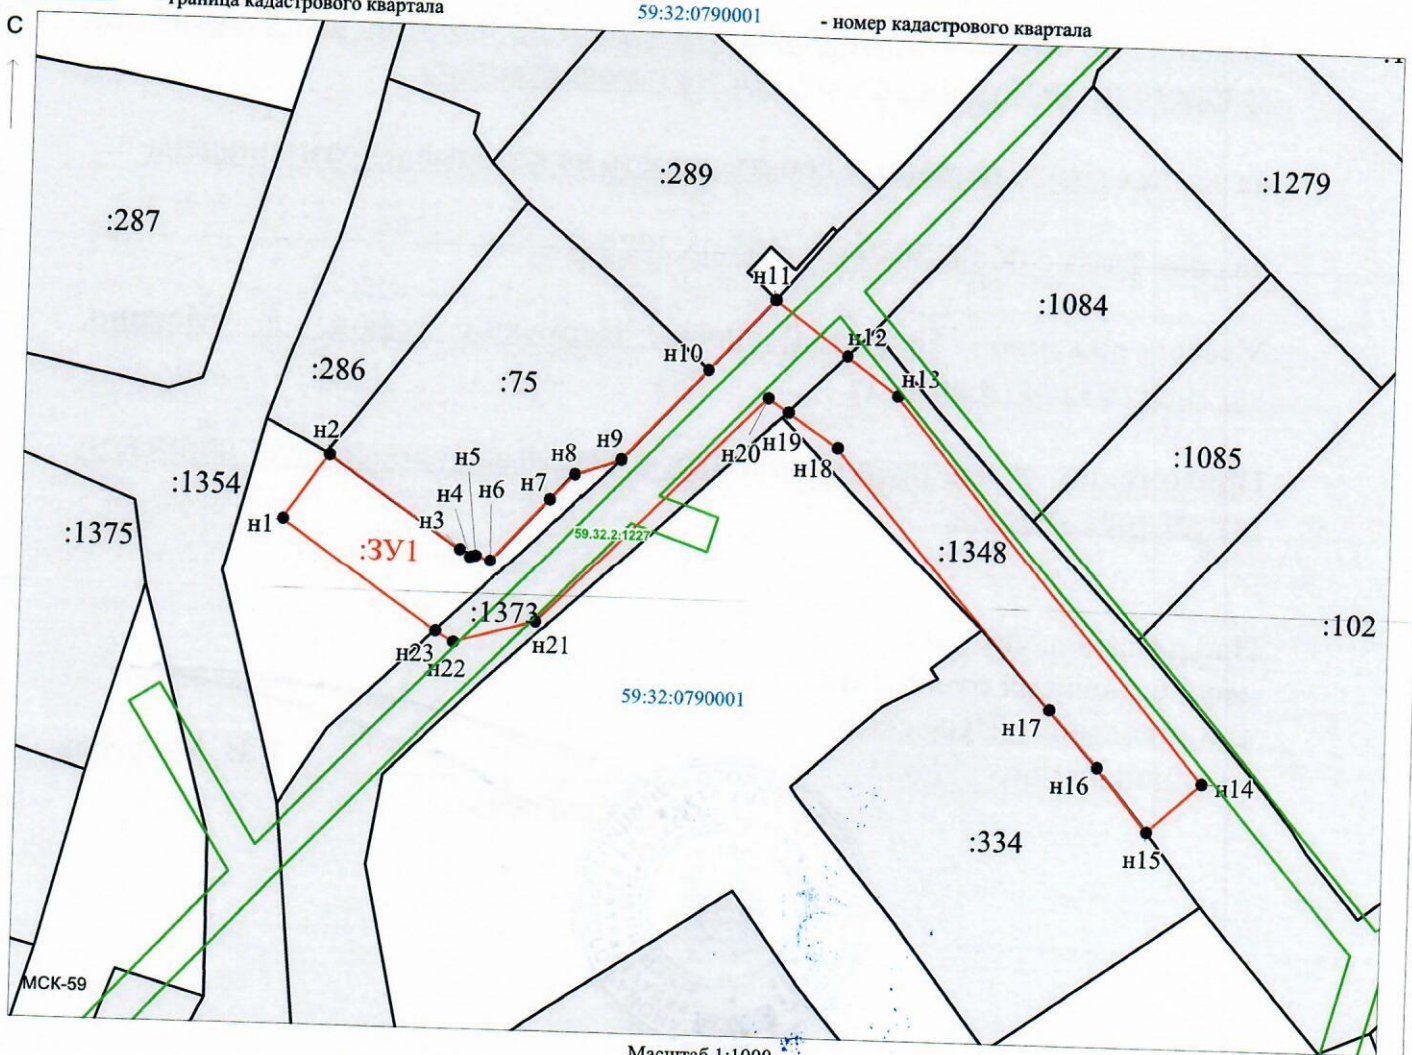 граница кадастрового квартала
59:32:0790001
- номер кадастрового квартала
С
:287
:289
:1279
:1084
н11
н12
н10
н13
:286
:75
н2
н9
н8
н5
н6
н4
н7
н3
н20
н19
н18
:1085
:1354
н1
:1375
:ЗУ1
59.32.2:1227
:1348
:1373
:102
н23
н22
н21
59:32:0790001
н17
н16
н14
:334
н15
МСК-59
Масштаб 1:1000